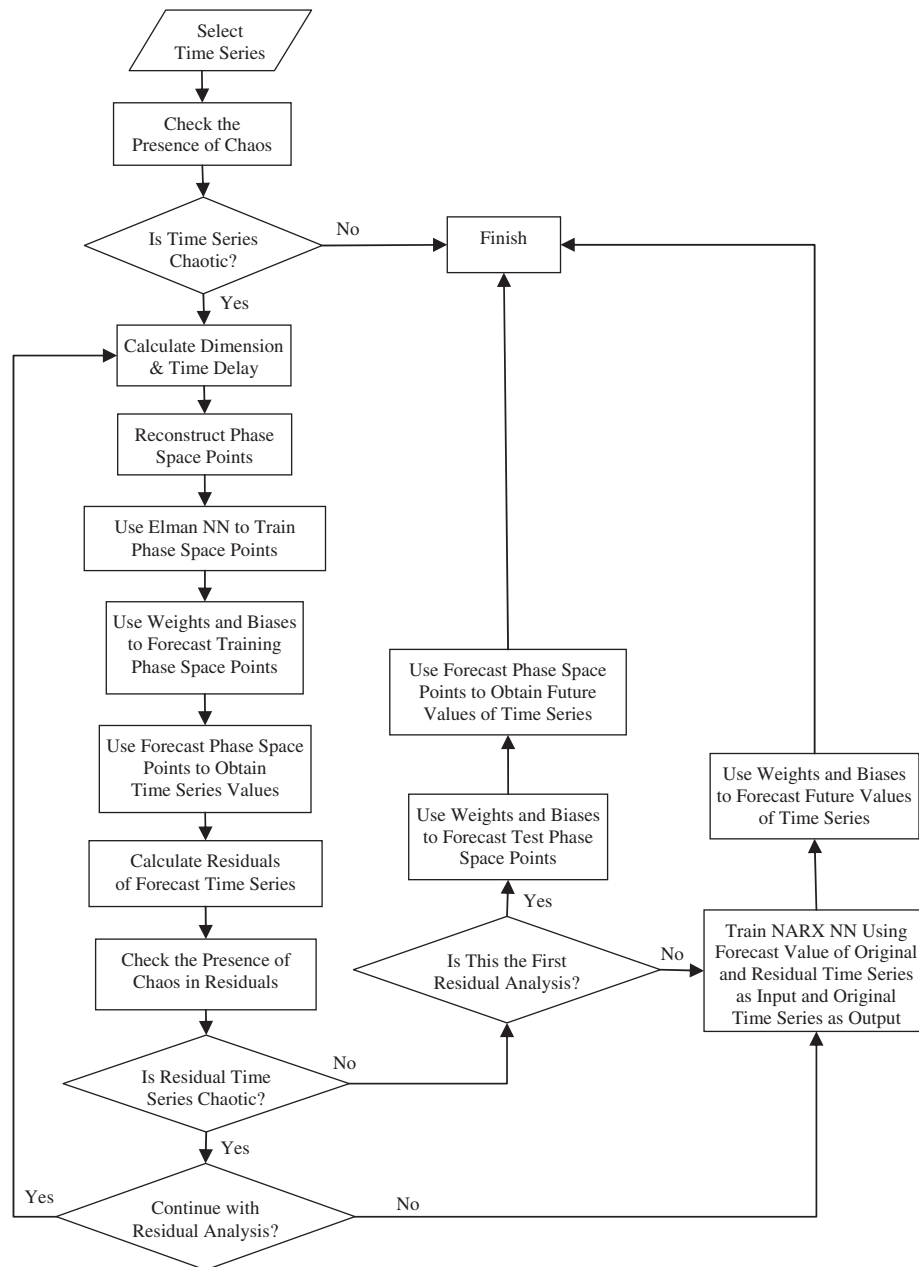 Select
Time Series
Check the
Presence of Chaos
Is Time Series
Chaotic?
No
Finish
Yes
Calculate Dimension
& Time Delay
Reconstruct Phase
Space Points
Use Elman NN to Train
Phase Space Points
Use Weights and Biases
to Forecast Training
Phase Space Points
Use Forecast Phase Space
Points to Obtain
Time Series Values
Calculate Residuals
of Forecast Time Series
Check the Presence of
Chaos in Residuals
Is Residual Time
Series Chaotic?
No
Yes
Continue with
Residual Analysis?
Yes
No
Use Forecast Phase Space
Points to Obtain Future
Values of Time Series
Use Weights and Biases
to Forecast Test Phase
Space Points
Yes
Is This the First
Residual Analysis?
No
Use Weights and Biases
to Forecast Future Values
of Time Series
Train NARX NN Using
Forecast Value of Original
and Residual Time Series
as Input and Original
Time Series as Output